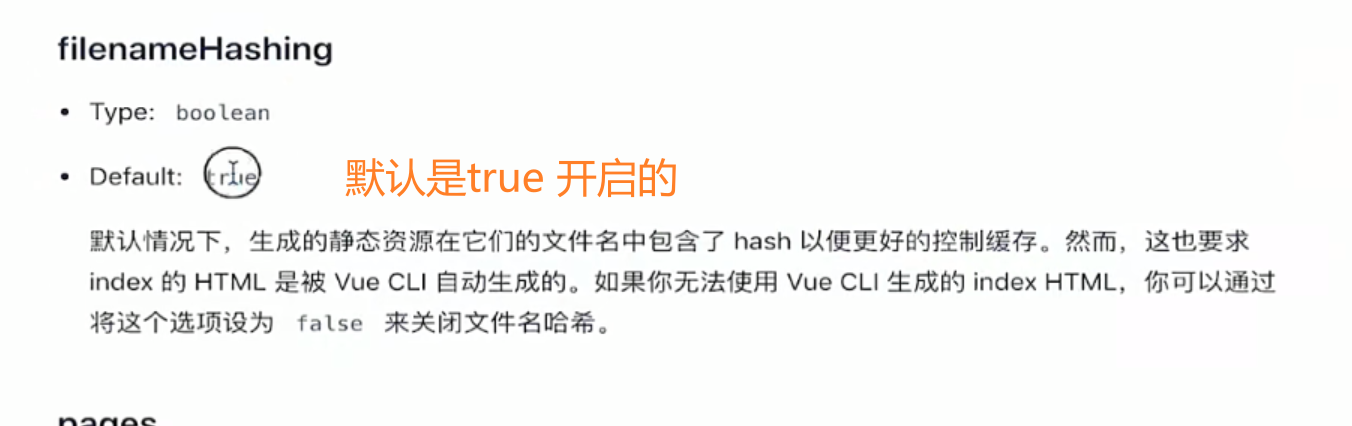 filenameHashing
• Type: boolean
• Default: true 默认是true 开启的
默认情况下，生成的静态资源在它们的文件名中包含了 hash 以便更好的控制缓存。然而，这也要求
index 的 HTML 是被 Vue CLI 自动生成的。如果你无法使用 Vue CLI 生成的 index HTML，你可以通过
将这个选项设为 false 来关闭文件名哈希。
pages